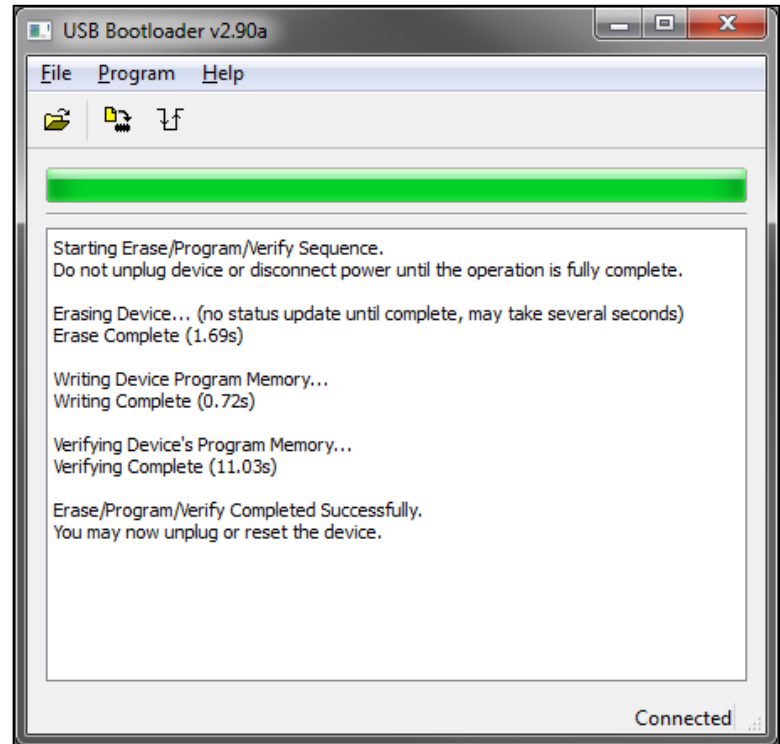 USB Bootloader v2.90a
File Program Help
Starting Erase/Program/Verify Sequence.
Do not unplug device or disconnect power until the operation is fully complete.
Erasing Device... (no status update until complete, may take several seconds)
Erase Complete (1.69s)
Writing Device Program Memory...
Writing Complete (0.72s)
Verifying Device's Program Memory...
Verifying Complete (11.03s)
Erase/Program/Verify Completed Successfully.
You may now unplug or reset the device.
Connected